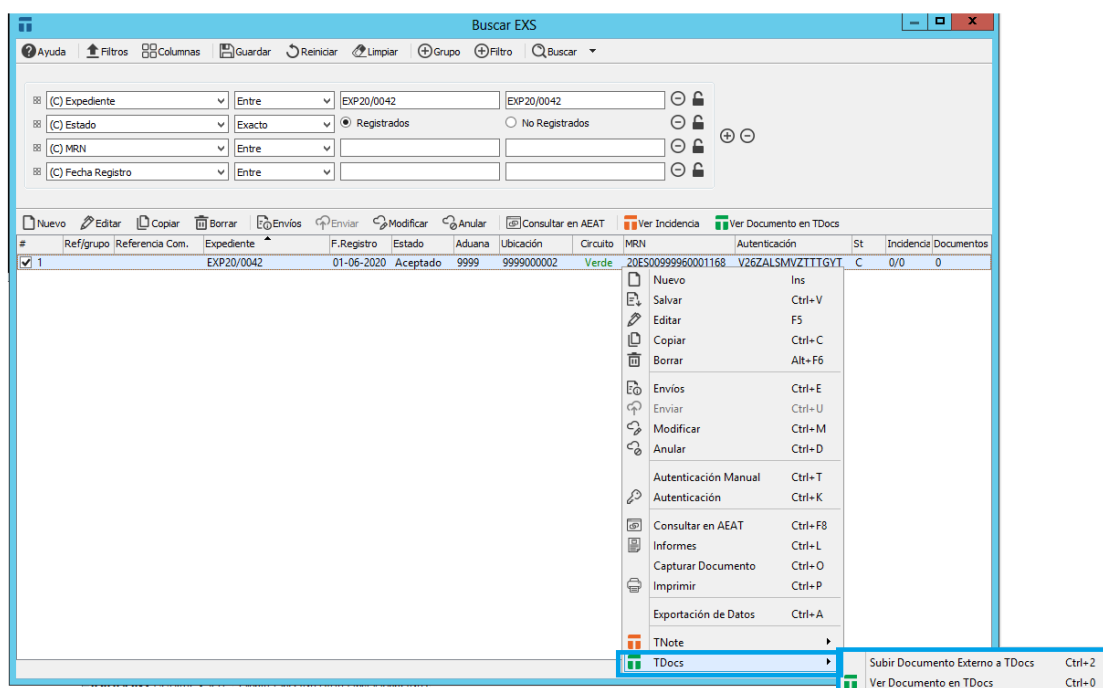 Buscar EXS
Ayuda Filtros Columnas Guardar Reiniciar Limpiar Grupo Filtro Buscar
(C) Expediente Entre EXP20/0042 EXP20/0042
(C) Estado Exacto Registrados No Registrados
(C) MRN Entre
(C) Fecha Registro Entre
Nuevo Editar Copiar Borrar Envíos Enviar Modificar Anular Consultar en AEAT Ver Incidencia Ver Documento en TDocs
# Ref/grupo Referencia Com. Expediente F.Registro Estado Aduana Ubicación Circuito MRN Autenticación St Incidencia Documentos
1 EXP20/0042 01-06-2020 Aceptado 9999 9999000002 Verde 20ES00999960001168 V26ZALSMVZTTTGYT C 0/0 0
Nuevo Ins
Salvar Ctrl+V
Editar F5
Copiar Ctrl+C
Borrar Alt+F6
Envíos Ctrl+E
Enviar Ctrl+U
Modificar Ctrl+M
Anular Ctrl+D
Autenticación Manual Ctrl+T
Autenticación Ctrl+K
Consultar en AEAT Ctrl+F8
Informes Ctrl+L
Capturar Documento Ctrl+O
Imprimir Ctrl+P
Exportación de Datos Ctrl+A
TNote
TDocs
Subir Documento Externo a TDocs Ctrl+2
Ver Documento en TDocs Ctrl+0